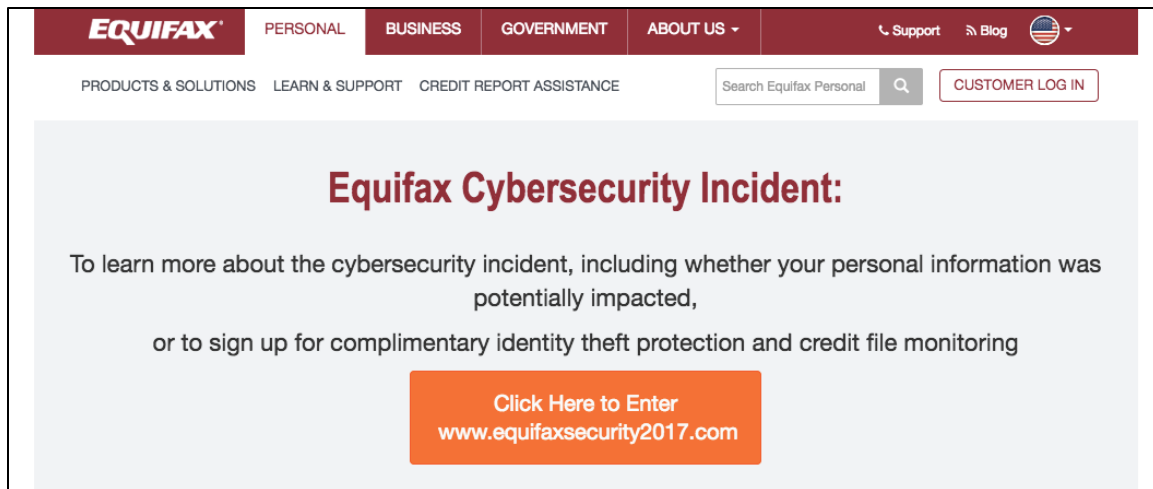 EQUIFAX PERSONAL BUSINESS GOVERNMENT ABOUT US Support Blog
PRODUCTS & SOLUTIONS LEARN & SUPPORT CREDIT REPORT ASSISTANCE Search Equifax Personal CUSTOMER LOG IN
Equifax Cybersecurity Incident:
To learn more about the cybersecurity incident, including whether your personal information was
potentially impacted,
or to sign up for complimentary identity theft protection and credit file monitoring
Click Here to Enter
www.equifaxsecurity2017.com